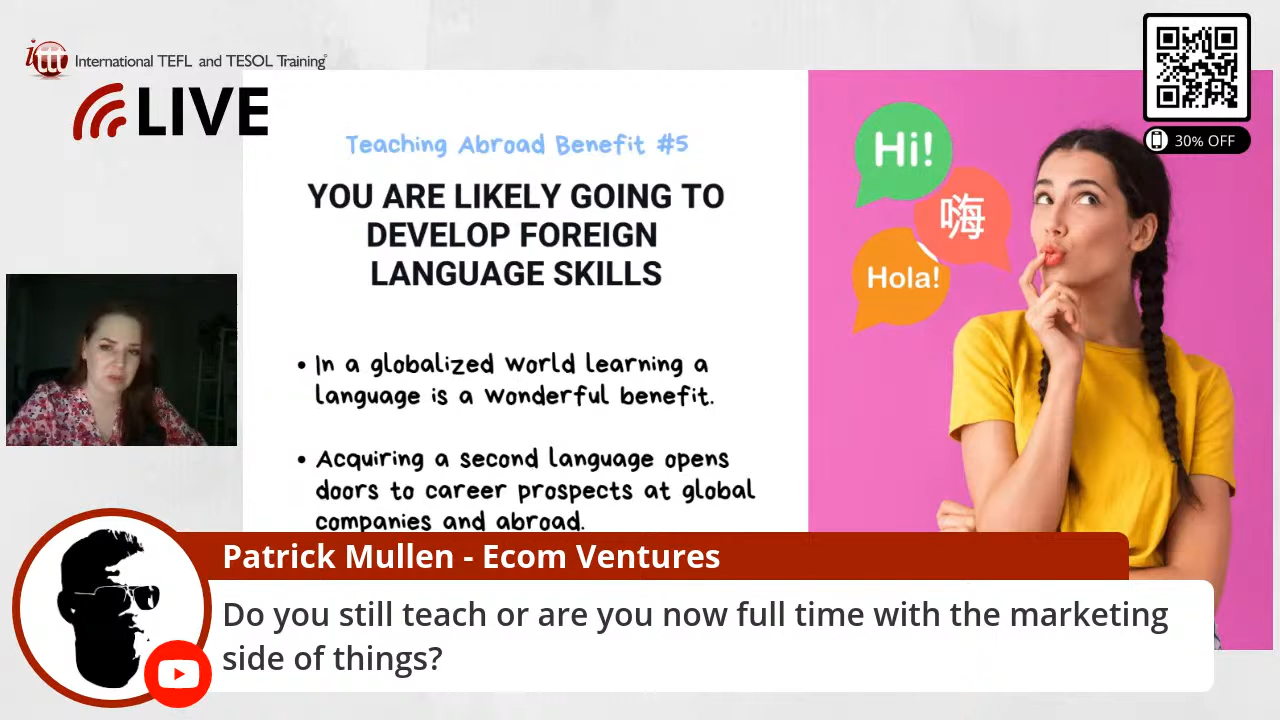 ittt International TEFL and TESOL Training
LIVE
30% OFF
Teaching Abroad Benefit #5
YOU ARE LIKELY GOING TO
DEVELOP FOREIGN
LANGUAGE SKILLS
Hi!
嗨
Hola!
• In a globalized world learning a
language is a wonderful benefit.
• Acquiring a second language opens
doors to career prospects at global
companies and abroad.
Patrick Mullen - Ecom Ventures
Do you still teach or are you now full time with the marketing
side of things?